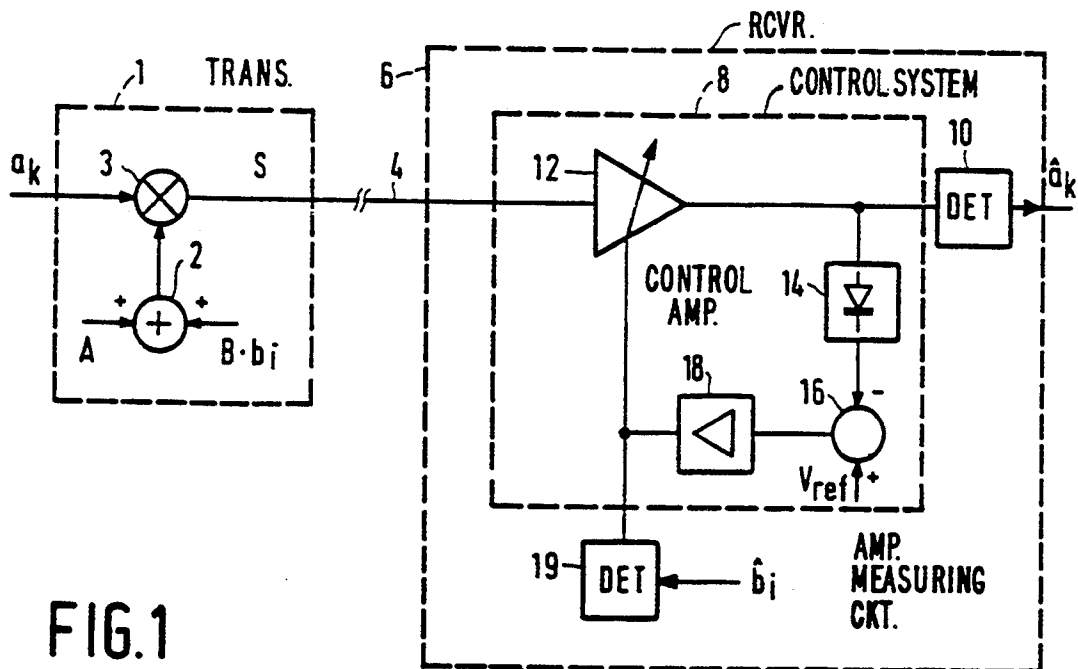 RCVR.
6
1
TRANS.
8
CONTROL SYSTEM
10
a_k
3
S
4
12
DET
â_k
2
+
+
+
A
B·b_i
CONTROL
AMP.
14
18
16
-
V_ref
+
19
DET
b̂_i
AMP.
MEASURING
CKT.
FIG.1